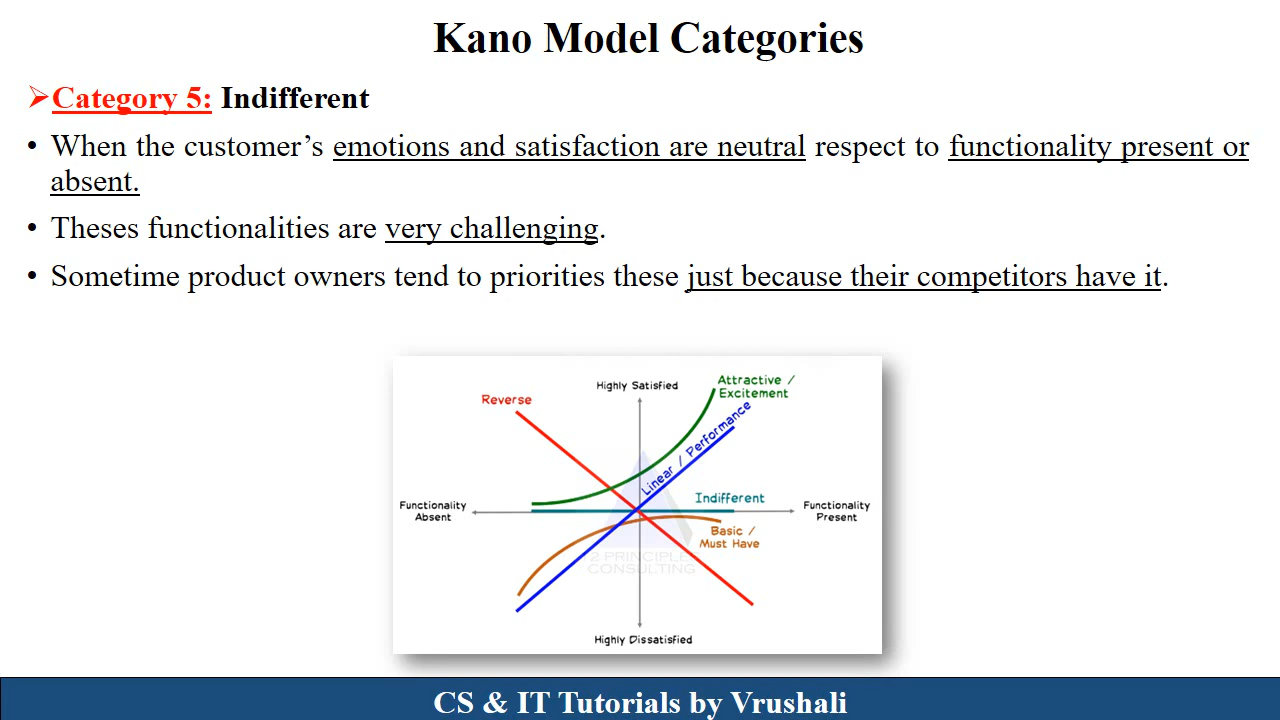 Kano Model Categories
➢Category 5: Indifferent
• When the customer’s emotions and satisfaction are neutral respect to functionality present or
absent.
• Theses functionalities are very challenging.
• Sometime product owners tend to priorities these just because their competitors have it.
Highly Satisfied
Attractive /
Excitement
Reverse
Linear / Performance
Indifferent
Functionality
Absent
Functionality
Present
Basic /
Must Have
2 PRINCIPLE
CONSULTING
Highly Dissatisfied
CS & IT Tutorials by Vrushali